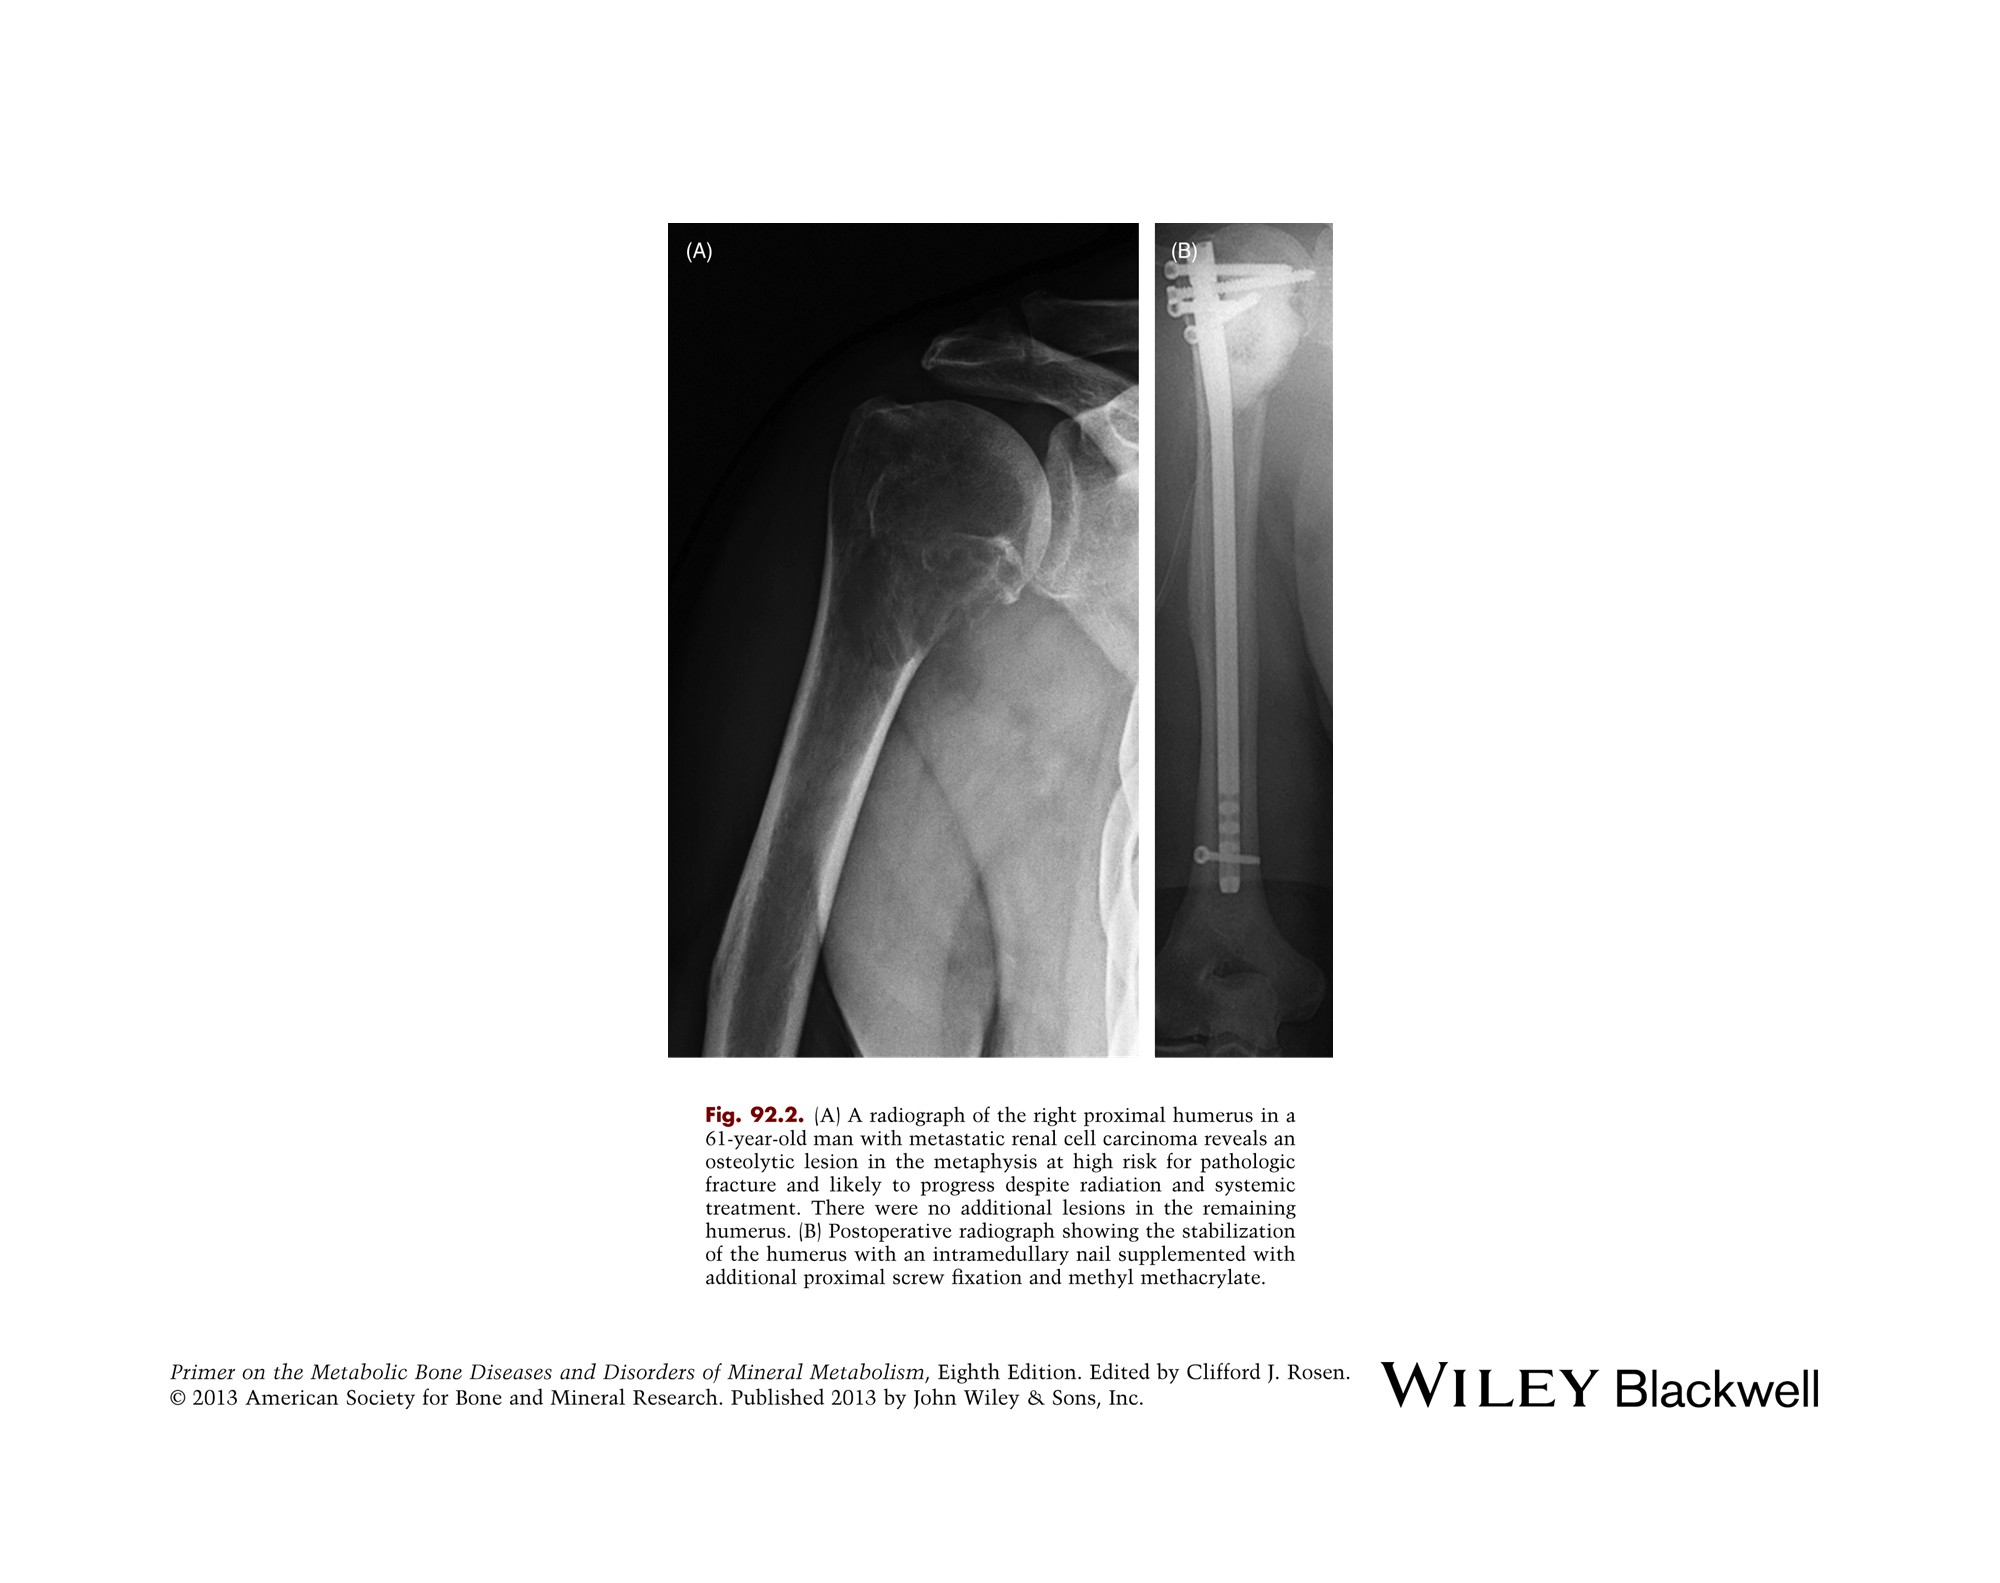 (A)
(B)
Fig. 92.2. (A) A radiograph of the right proximal humerus in a
61-year-old man with metastatic renal cell carcinoma reveals an
osteolytic lesion in the metaphysis at high risk for pathologic
fracture and likely to progress despite radiation and systemic
treatment. There were no additional lesions in the remaining
humerus. (B) Postoperative radiograph showing the stabilization
of the humerus with an intramedullary nail supplemented with
additional proximal screw fixation and methyl methacrylate.
Primer on the Metabolic Bone Diseases and Disorders of Mineral Metabolism, Eighth Edition. Edited by Clifford J. Rosen.
© 2013 American Society for Bone and Mineral Research. Published 2013 by John Wiley & Sons, Inc.
WILEY Blackwell